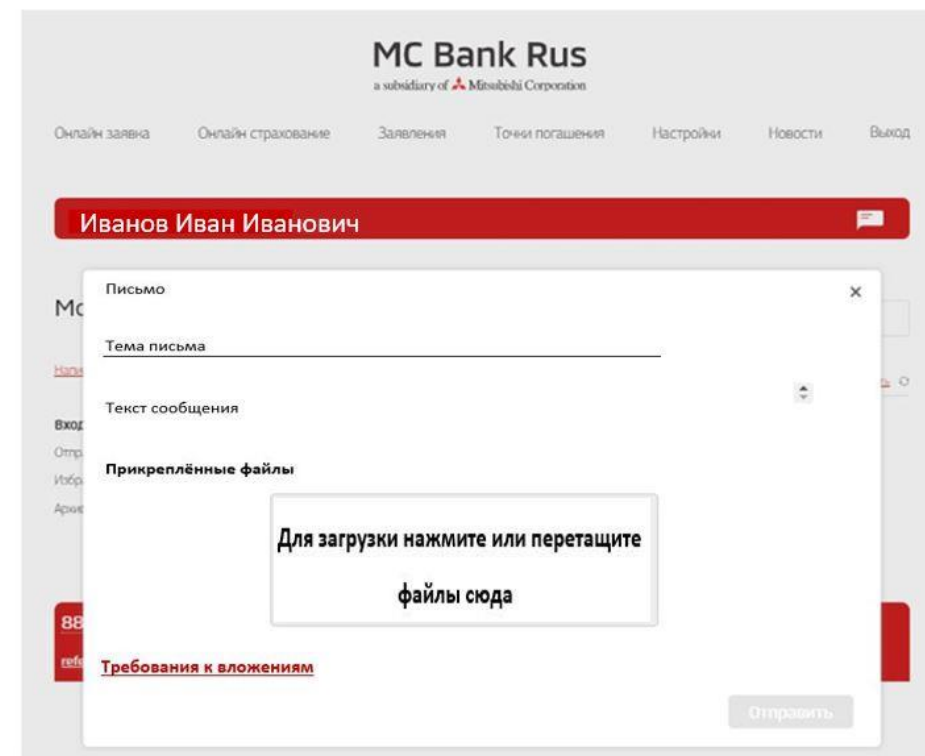 MC Bank Rus
a subsidiary of Mitsubishi Corporation
Онлайн заявка Онлайн страхование Заявления Точки погашения Настройки Новости Выход
Иванов Иван Иванович
Письмо
Тема письма
Текст сообщения
Прикреплённые файлы
Для загрузки нажмите или перетащите
файлы сюда
88
Требования к вложениям
Отправить